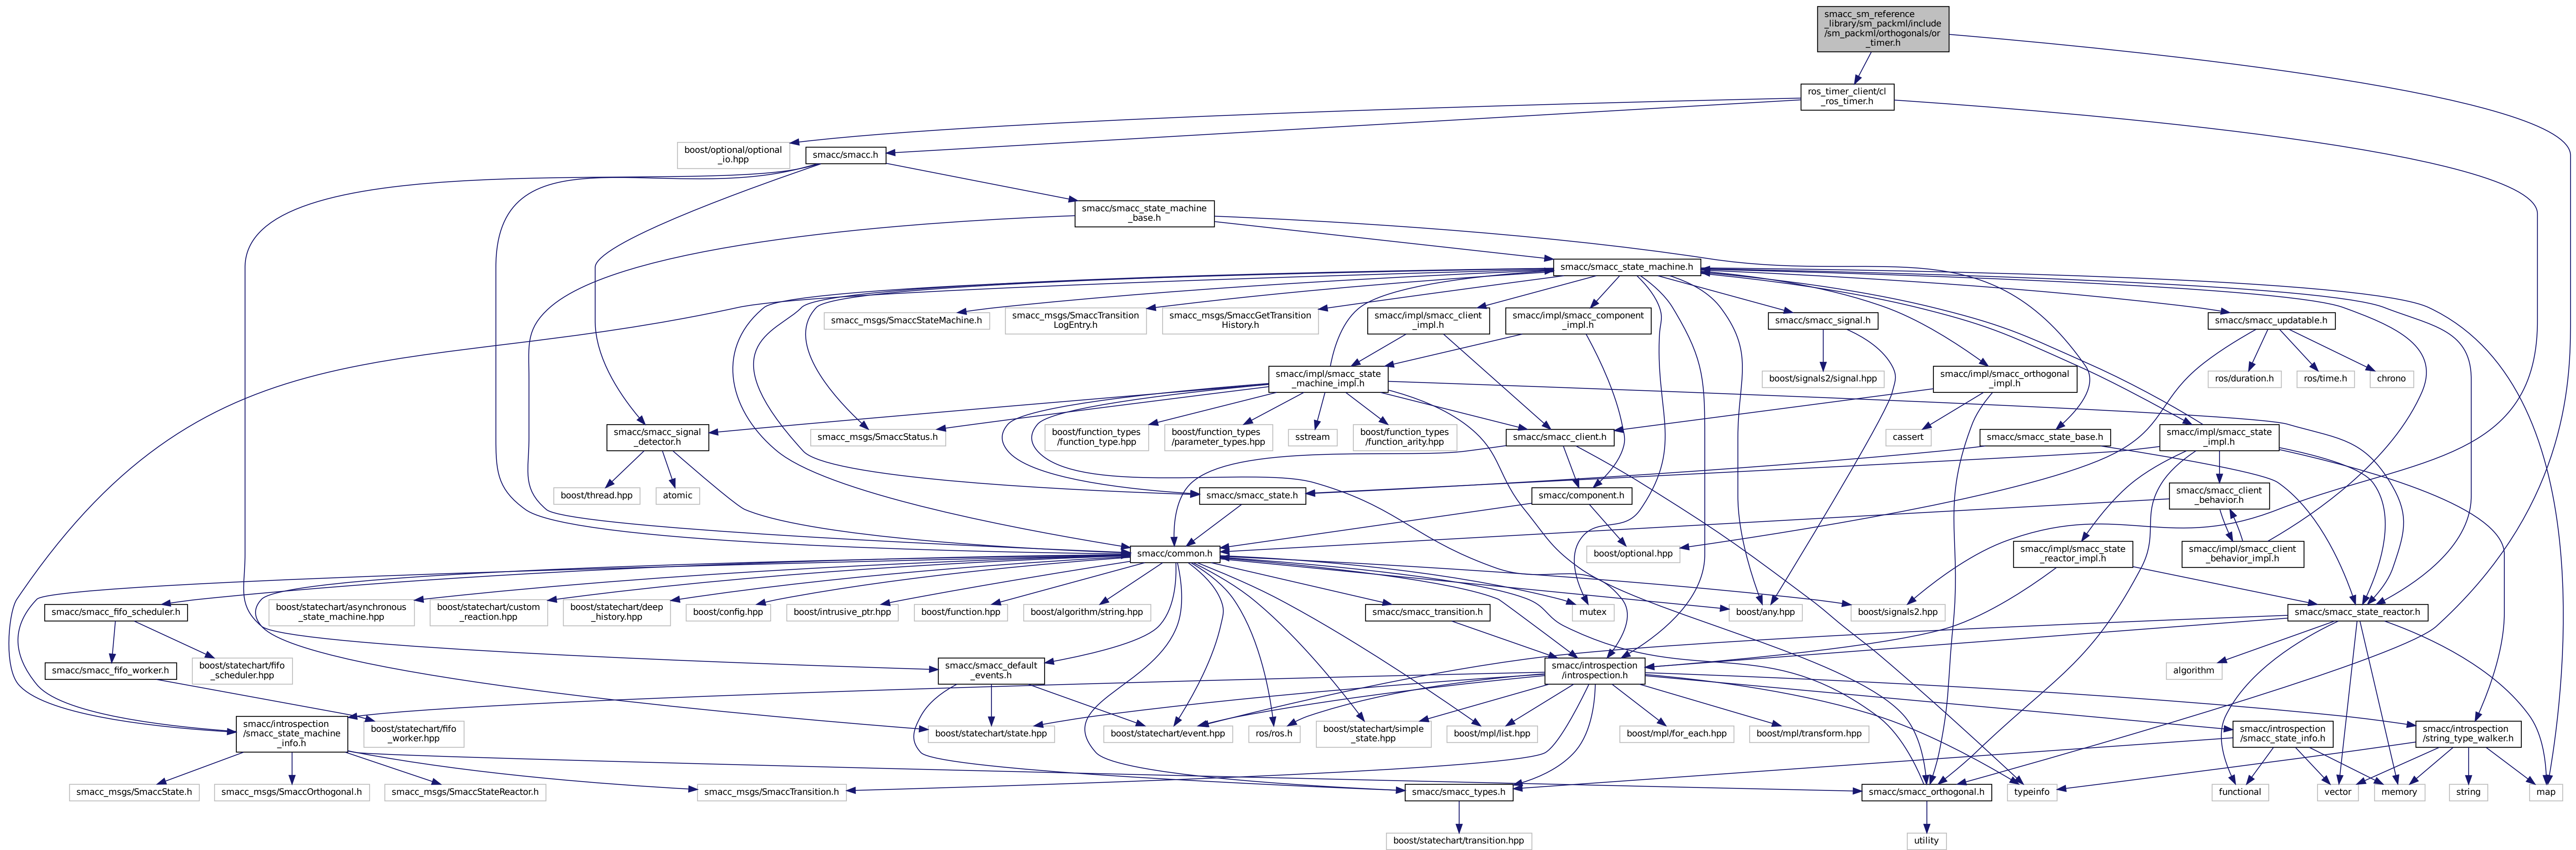 smacc_sm_reference
_library/sm_packml/include
/sm_packml/orthogonals/or
_timer.h
ros_timer_client/cl
_ros_timer.h
boost/optional/optional
_io.hpp
smacc/smacc.h
smacc/smacc_state_machine
_base.h
smacc/smacc_state_machine.h
smacc_msgs/SmaccStateMachine.h
smacc_msgs/SmaccTransition
LogEntry.h
smacc_msgs/SmaccGetTransition
History.h
smacc/impl/smacc_client
_impl.h
smacc/impl/smacc_component
_impl.h
smacc/smacc_signal.h
smacc/smacc_updatable.h
smacc/impl/smacc_state
_machine_impl.h
boost/signals2/signal.hpp
smacc/impl/smacc_orthogonal
_impl.h
ros/duration.h
ros/time.h
chrono
smacc/smacc_signal
_detector.h
smacc_msgs/SmaccStatus.h
boost/function_types
/function_type.hpp
boost/function_types
/parameter_types.hpp
sstream
boost/function_types
/function_arity.hpp
smacc/smacc_client.h
cassert
smacc/smacc_state_base.h
smacc/impl/smacc_state
_impl.h
boost/thread.hpp
atomic
smacc/smacc_state.h
smacc/component.h
smacc/smacc_client
_behavior.h
smacc/common.h
boost/optional.hpp
smacc/impl/smacc_state
_reactor_impl.h
smacc/impl/smacc_client
_behavior_impl.h
smacc/smacc_fifo_scheduler.h
boost/statechart/asynchronous
_state_machine.hpp
boost/statechart/custom
_reaction.hpp
boost/statechart/deep
_history.hpp
boost/config.hpp
boost/intrusive_ptr.hpp
boost/function.hpp
boost/algorithm/string.hpp
smacc/smacc_transition.h
mutex
boost/any.hpp
boost/signals2.hpp
smacc/smacc_state_reactor.h
smacc/smacc_fifo_worker.h
boost/statechart/fifo
_scheduler.hpp
smacc/smacc_default
_events.h
smacc/introspection
/introspection.h
algorithm
smacc/introspection
/smacc_state_machine
_info.h
boost/statechart/fifo
_worker.hpp
boost/statechart/state.hpp
boost/statechart/event.hpp
ros/ros.h
boost/statechart/simple
_state.hpp
boost/mpl/list.hpp
boost/mpl/for_each.hpp
boost/mpl/transform.hpp
smacc/introspection
/smacc_state_info.h
smacc/introspection
/string_type_walker.h
smacc_msgs/SmaccState.h
smacc_msgs/SmaccOrthogonal.h
smacc_msgs/SmaccStateReactor.h
smacc_msgs/SmaccTransition.h
smacc/smacc_types.h
smacc/smacc_orthogonal.h
typeinfo
functional
vector
memory
string
map
boost/statechart/transition.hpp
utility